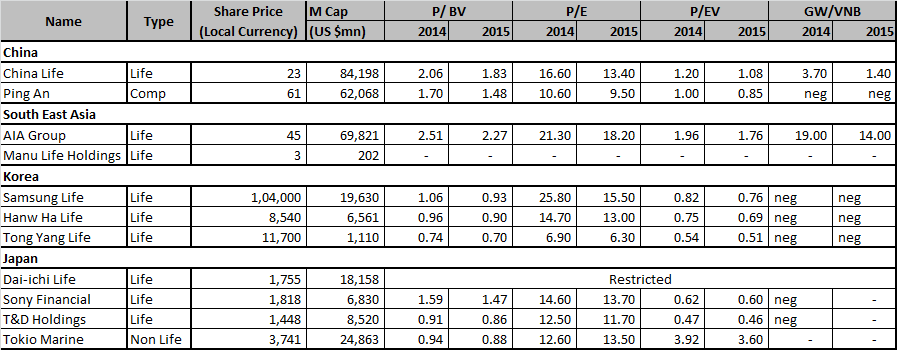 Name Type Share Price M Cap P/ BV P/E P/EV GW/VNB
(Local Currency) (US $mn) 2014 2015 2014 2015 2014 2015 2014 2015
China
China Life Life 23 84,198 2.06 1.83 16.60 13.40 1.20 1.08 3.70 1.40
Ping An Comp 61 62,068 1.70 1.48 10.60 9.50 1.00 0.85 neg neg
South East Asia
AIA Group Life 45 69,821 2.51 2.27 21.30 18.20 1.96 1.76 19.00 14.00
Manu Life Holdings Life 3 202 - - - - - - - -
Korea
Samsung Life Life 1,04,000 19,630 1.06 0.93 25.80 15.50 0.82 0.76 neg neg
Hanw Ha Life Life 8,540 6,561 0.96 0.90 14.70 13.00 0.75 0.69 neg neg
Tong Yang Life Life 11,700 1,110 0.74 0.70 6.90 6.30 0.54 0.51 neg neg
Japan
Dai-ichi Life Life 1,755 18,158 Restricted
Sony Financial Life 1,818 6,830 1.59 1.47 14.60 13.70 0.62 0.60 neg -
T&D Holdings Life 1,448 8,520 0.91 0.86 12.50 11.70 0.47 0.46 neg -
Tokio Marine Non Life 3,741 24,863 0.94 0.88 12.60 13.50 3.92 3.60 - -